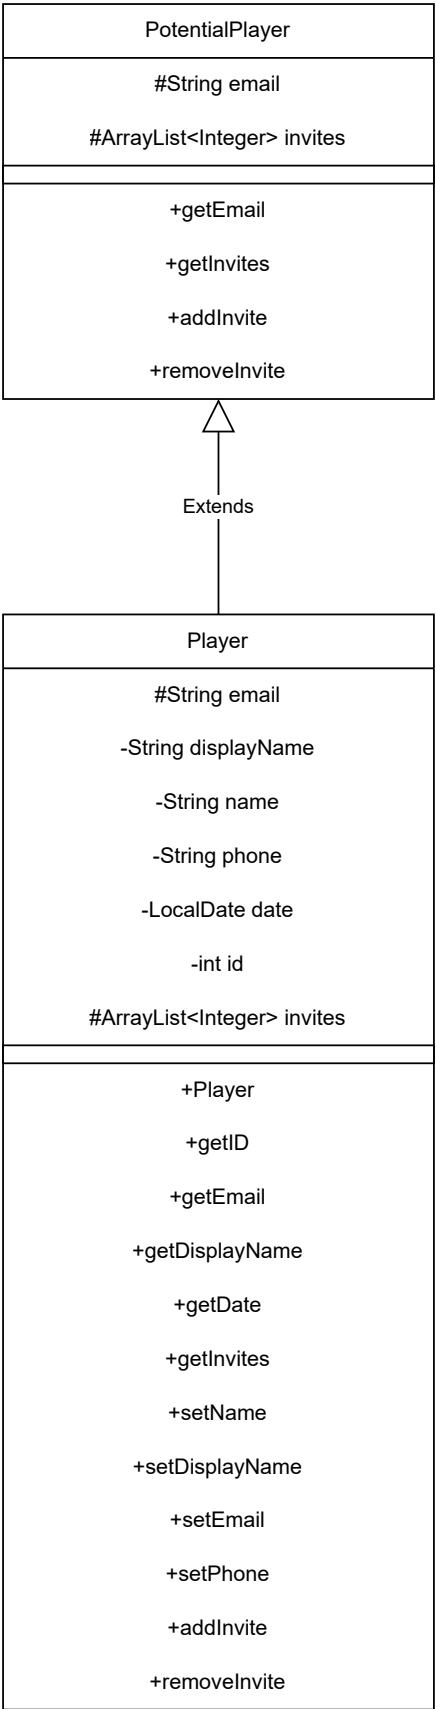 PotentialPlayer
#String email
#ArrayList<Integer> invites
+getEmail
+getInvites
+addInvite
+removeInvite
Extends
Player
#String email
-String displayName
-String name
-String phone
-LocalDate date
-int id
#ArrayList<Integer> invites
+Player
+getID
+getEmail
+getDisplayName
+getDate
+getInvites
+setName
+setDisplayName
+setEmail
+setPhone
+addInvite
+removeInvite